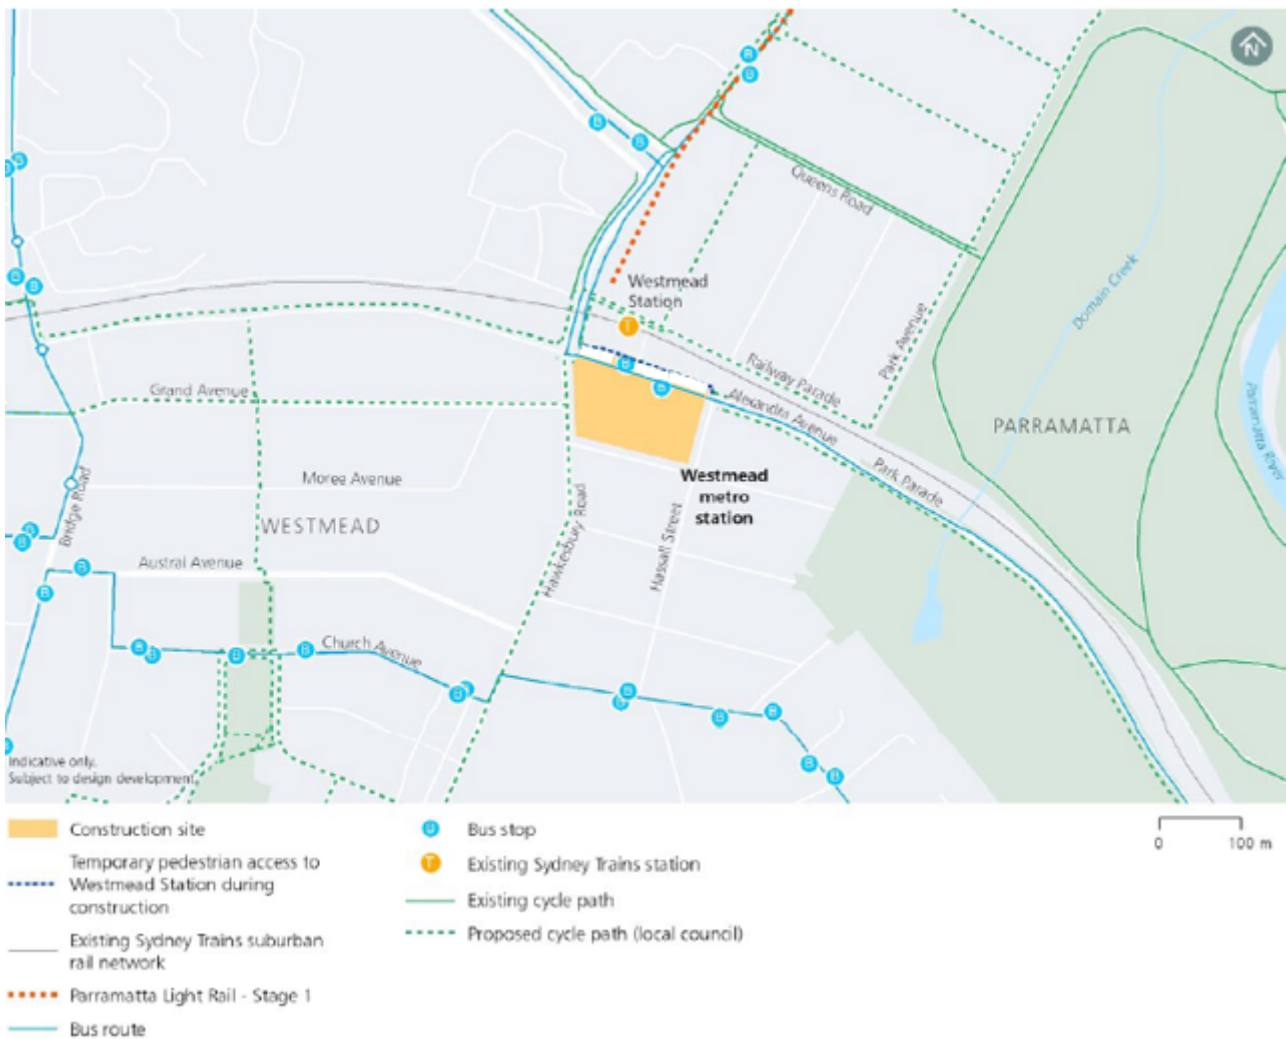 N
Queens Road
Domain Creek
Westmead
Station
Park Avenue
Railway Parade
Parramatta River
Grand Avenue
Alexandra Avenue
PARRAMATTA
Park Parade
Moree Avenue
Westmead
metro
station
Bridge Road
WESTMEAD
Hawkesbury Road
Hassall Street
Austral Avenue
Church Avenue
Indicative only.
Subject to design development.
Construction site
Temporary pedestrian access to
Westmead Station during
construction
Existing Sydney Trains suburban
rail network
Parramatta Light Rail - Stage 1
Bus route
B Bus stop
T Existing Sydney Trains station
Existing cycle path
Proposed cycle path (local council)
0 100 m